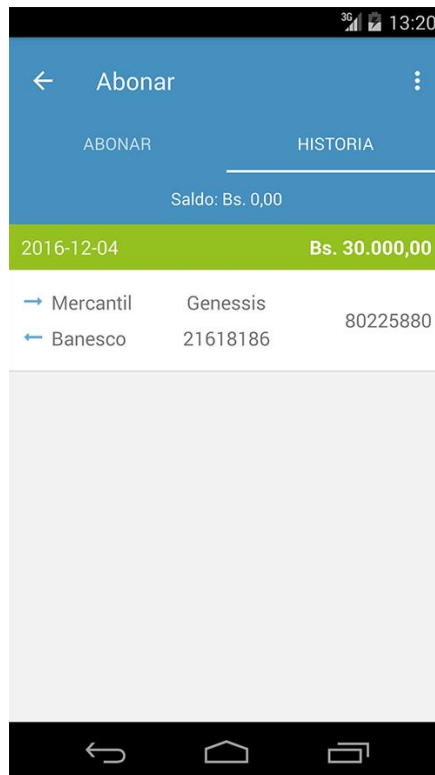 3G 13:20
Abonar
ABONAR HISTORIA
Saldo: Bs. 0,00
2016-12-04 Bs. 30.000,00
Mercantil Genessis
80225880
Banesco 21618186